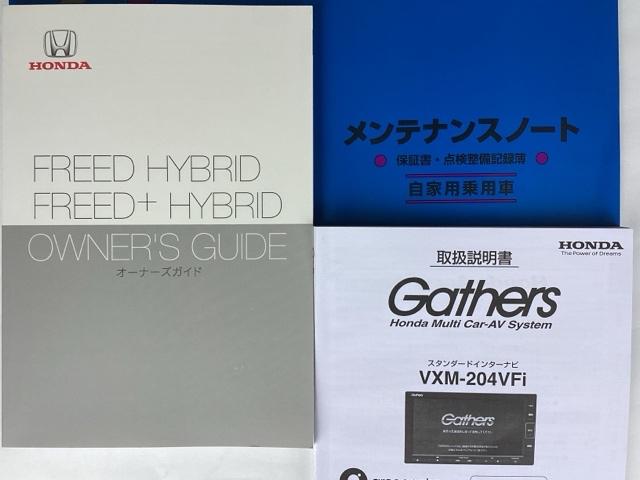 HONDA
FREED HYBRID
FREED+ HYBRID
OWNER'S GUIDE
オーナーズガイド
メンテナンスノート
保証書・点検整備記録簿
自家用乗用車
取扱説明書
HONDA
The Power of Dreams
Gathers
Honda Multi Car-AV System
スタンダードインターナビ
VXM-204VFi
Gathers